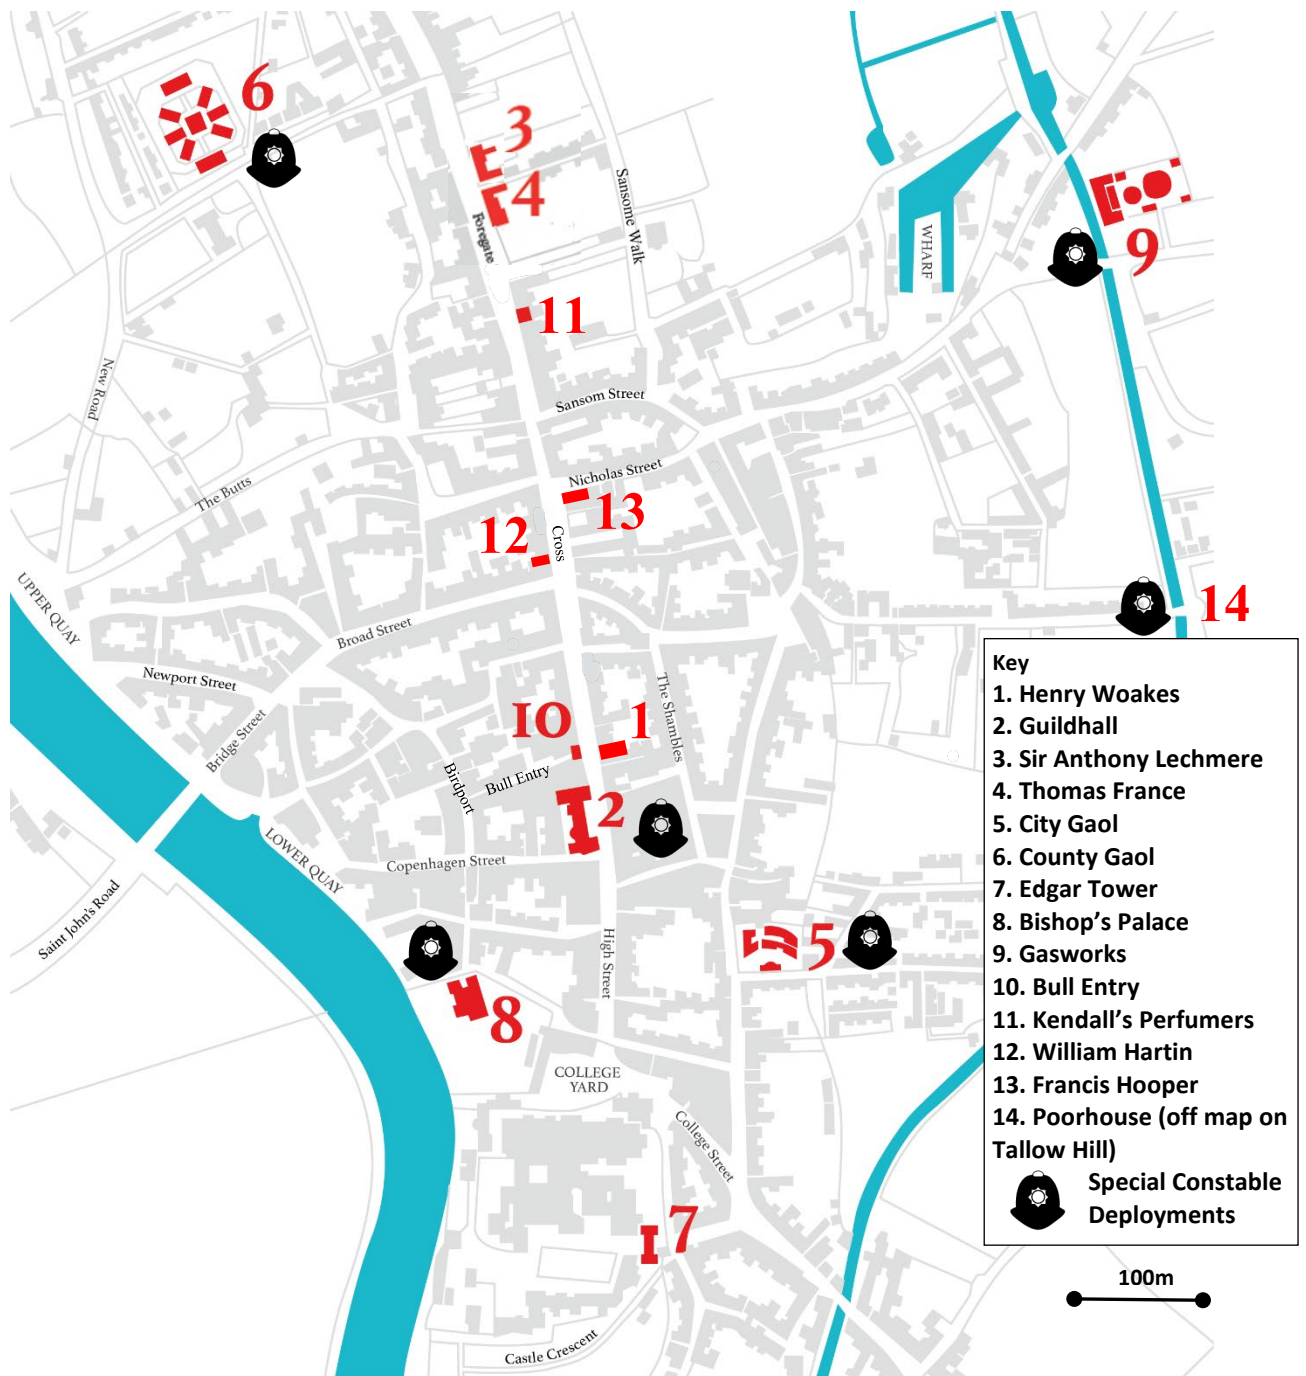 6
3
4
Foregate
Sansome Walk
WHARF
9
11
New Road
Sansom Street
Nicholas Street
The Butts
13
12
Cross
UPPER QUAY
14
Broad Street
Newport Street
Bridge Street
The Shambles
10
1
Birdport
Bull Entry
2
LOWER QUAY
Copenhagen Street
Saint John's Road
High Street
5
8
COLLEGE
YARD
College Street
7
Castle Crescent
Key
1. Henry Woakes
2. Guildhall
3. Sir Anthony Lechmere
4. Thomas France
5. City Gaol
6. County Gaol
7. Edgar Tower
8. Bishop's Palace
9. Gasworks
10. Bull Entry
11. Kendall's Perfumers
12. William Hartin
13. Francis Hooper
14. Poorhouse (off map on
Tallow Hill)
Special Constable
Deployments
100m